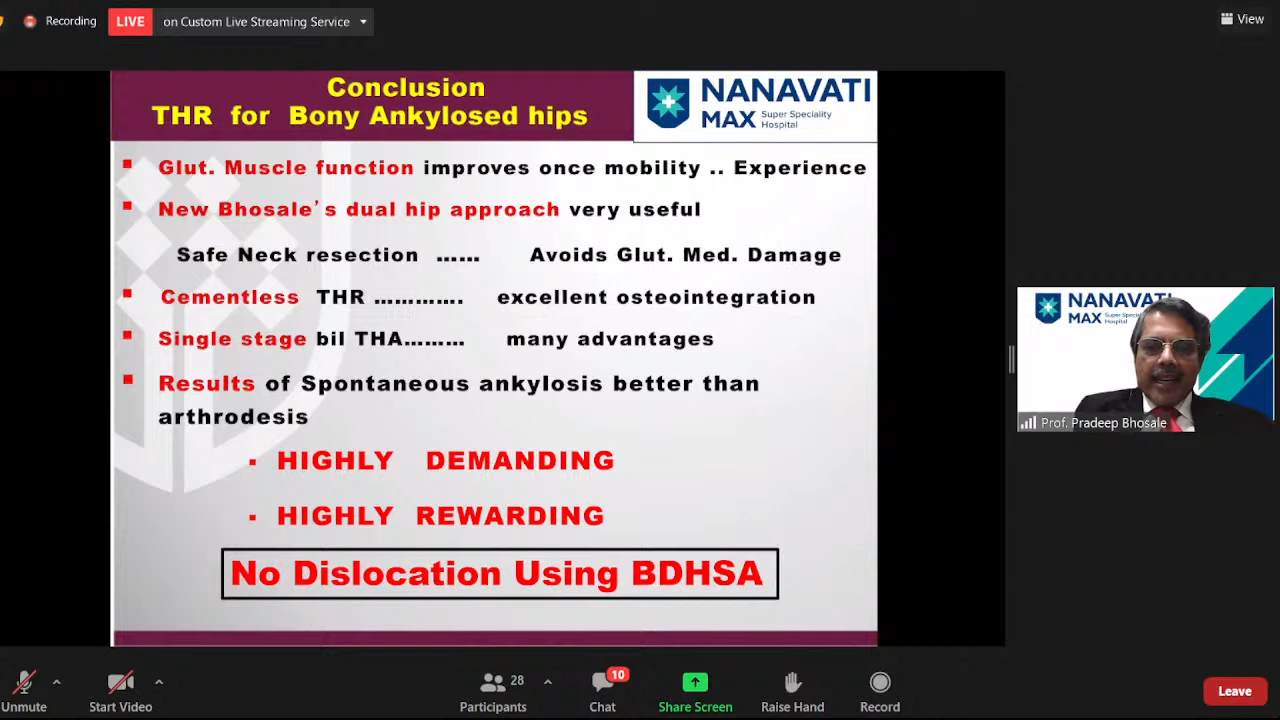 Recording
LIVE on Custom Live Streaming Service
View
Conclusion
THR for Bony Ankylosed hips
NANAVATI
MAX Super Speciality
Hospital
Glut. Muscle function improves once mobility .. Experience
New Bhosale's dual hip approach very useful
Safe Neck resection ...... Avoids Glut. Med. Damage
Cementless THR ............. excellent osteointegration
Single stage bil THA......... many advantages
Results of Spontaneous ankylosis better than
arthrodesis
HIGHLY DEMANDING
HIGHLY REWARDING
No Dislocation Using BDHSA
NANAVATI
MAX Super Speciality
Hospital
Prof. Pradeep Bhosale
Unmute
Start Video
28
Participants
10
Chat
Share Screen
Raise Hand
Record
Leave